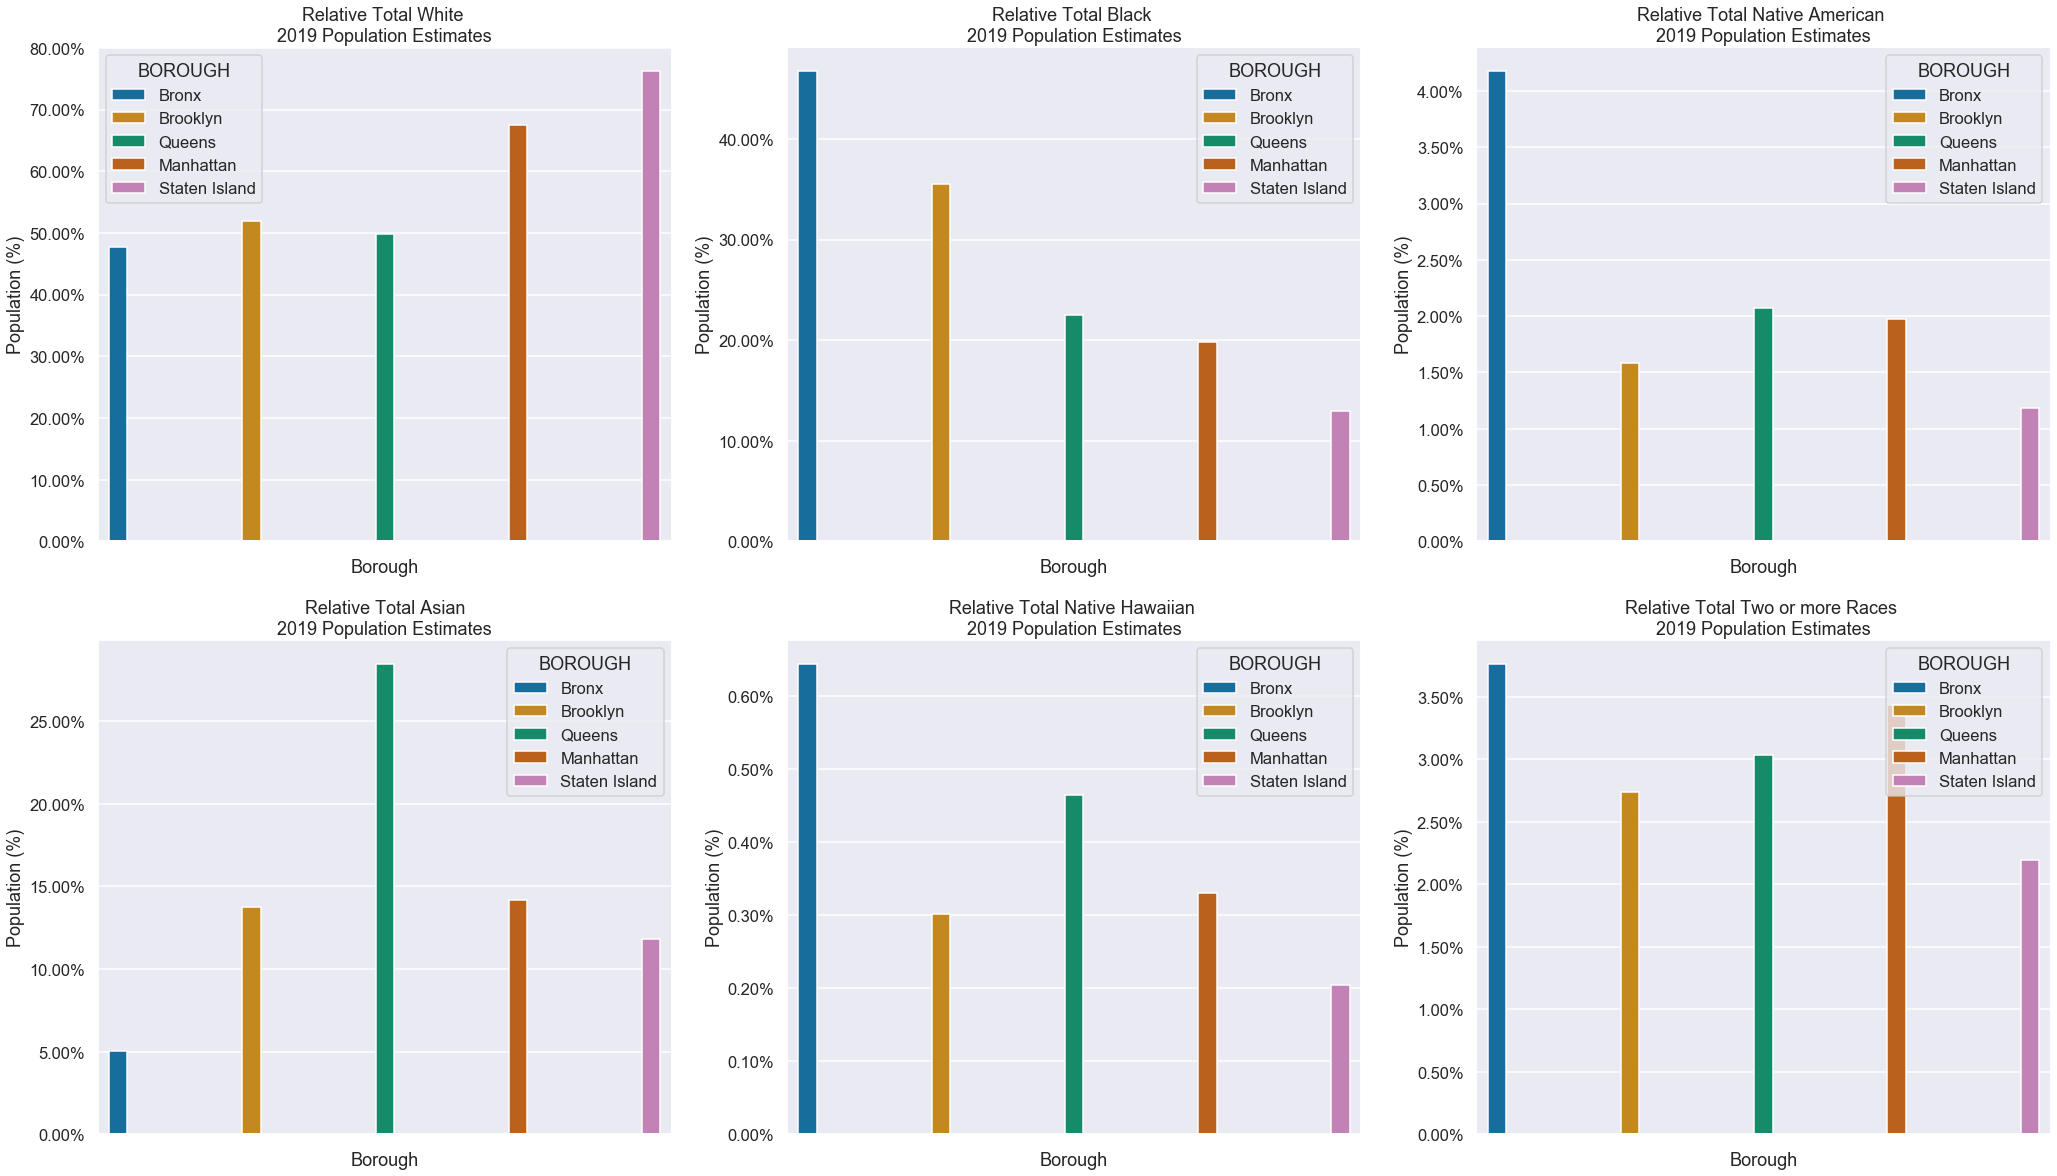 Relative Total White
2019 Population Estimates
80.00%
70.00%
60.00%
50.00%
40.00%
30.00%
20.00%
10.00%
0.00%
Population (%)
BOROUGH
Bronx
Brooklyn
Queens
Manhattan
Staten Island
Borough
Relative Total Black
2019 Population Estimates
40.00%
30.00%
20.00%
10.00%
0.00%
Population (%)
BOROUGH
Bronx
Brooklyn
Queens
Manhattan
Staten Island
Borough
Relative Total Native American
2019 Population Estimates
4.00%
3.50%
3.00%
2.50%
2.00%
1.50%
1.00%
0.50%
0.00%
Population (%)
BOROUGH
Bronx
Brooklyn
Queens
Manhattan
Staten Island
Borough
Relative Total Asian
2019 Population Estimates
25.00%
20.00%
15.00%
10.00%
5.00%
0.00%
Population (%)
BOROUGH
Bronx
Brooklyn
Queens
Manhattan
Staten Island
Borough
Relative Total Native Hawaiian
2019 Population Estimates
0.60%
0.50%
0.40%
0.30%
0.20%
0.10%
0.00%
Population (%)
BOROUGH
Bronx
Brooklyn
Queens
Manhattan
Staten Island
Borough
Relative Total Two or more Races
2019 Population Estimates
3.50%
3.00%
2.50%
2.00%
1.50%
1.00%
0.50%
0.00%
Population (%)
BOROUGH
Bronx
Brooklyn
Queens
Manhattan
Staten Island
Borough